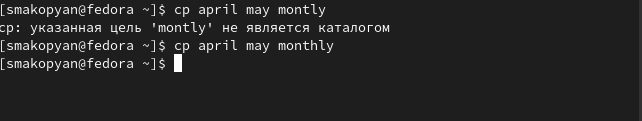 [smakopyan@fedora ~]$ cp april may montly
cp: указанная цель 'montly' не является каталогом
[smakopyan@fedora ~]$ cp april may monthly
[smakopyan@fedora ~]$